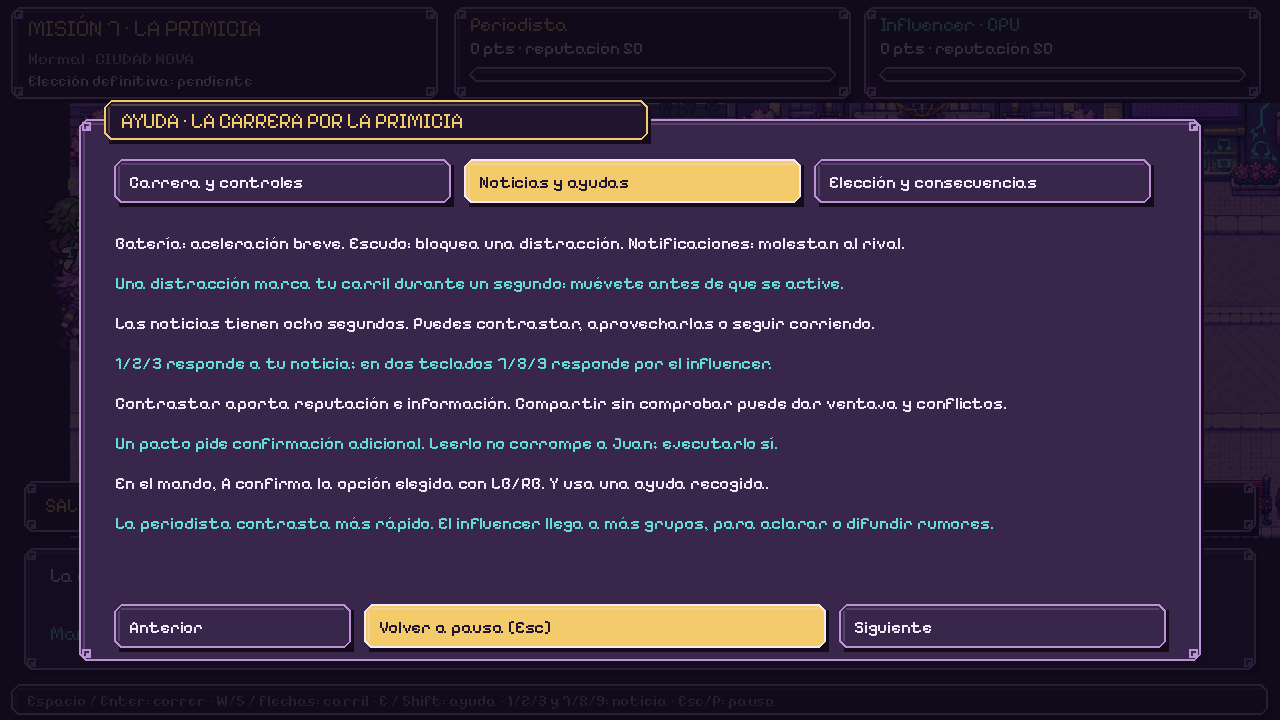 MISIÓN 7 · LA PRIMICIA
Normal · CIUDAD NOVA
Elección definitiva: pendiente
Periodista
0 pts · reputación 50
Influencer · CPU
0 pts · reputación 50
AYUDA · LA CARRERA POR LA PRIMICIA
Carrera y controles
Noticias y ayudas
Elección y consecuencias
Batería: aceleración breve. Escudo: bloquea una distracción. Notificaciones: molestan al rival.
Una distracción marca tu carril durante un segundo: muévete antes de que se active.
Las noticias tienen ocho segundos. Puedes contrastar, aprovecharlas o seguir corriendo.
1/2/3 responde a tu noticia; en dos teclados 7/8/9 responde por el influencer.
Contrastar aporta reputación e información. Compartir sin comprobar puede dar ventaja y conflictos.
Un pacto pide confirmación adicional. Leerlo no corrompe a Juan; ejecutarlo sí.
En el mando, A confirma la opción elegida con LB/RB. Y usa una ayuda recogida.
La periodista contrasta más rápido. El influencer llega a más grupos, para aclarar o difundir rumores.
SAL
La
Anterior
Volver a pausa (Esc)
Siguiente
Espacio / Enter: correr · W/S / flechas: carril · E / Shift: ayuda · 1/2/3 y 7/8/9: noticia · Esc/P: pausa